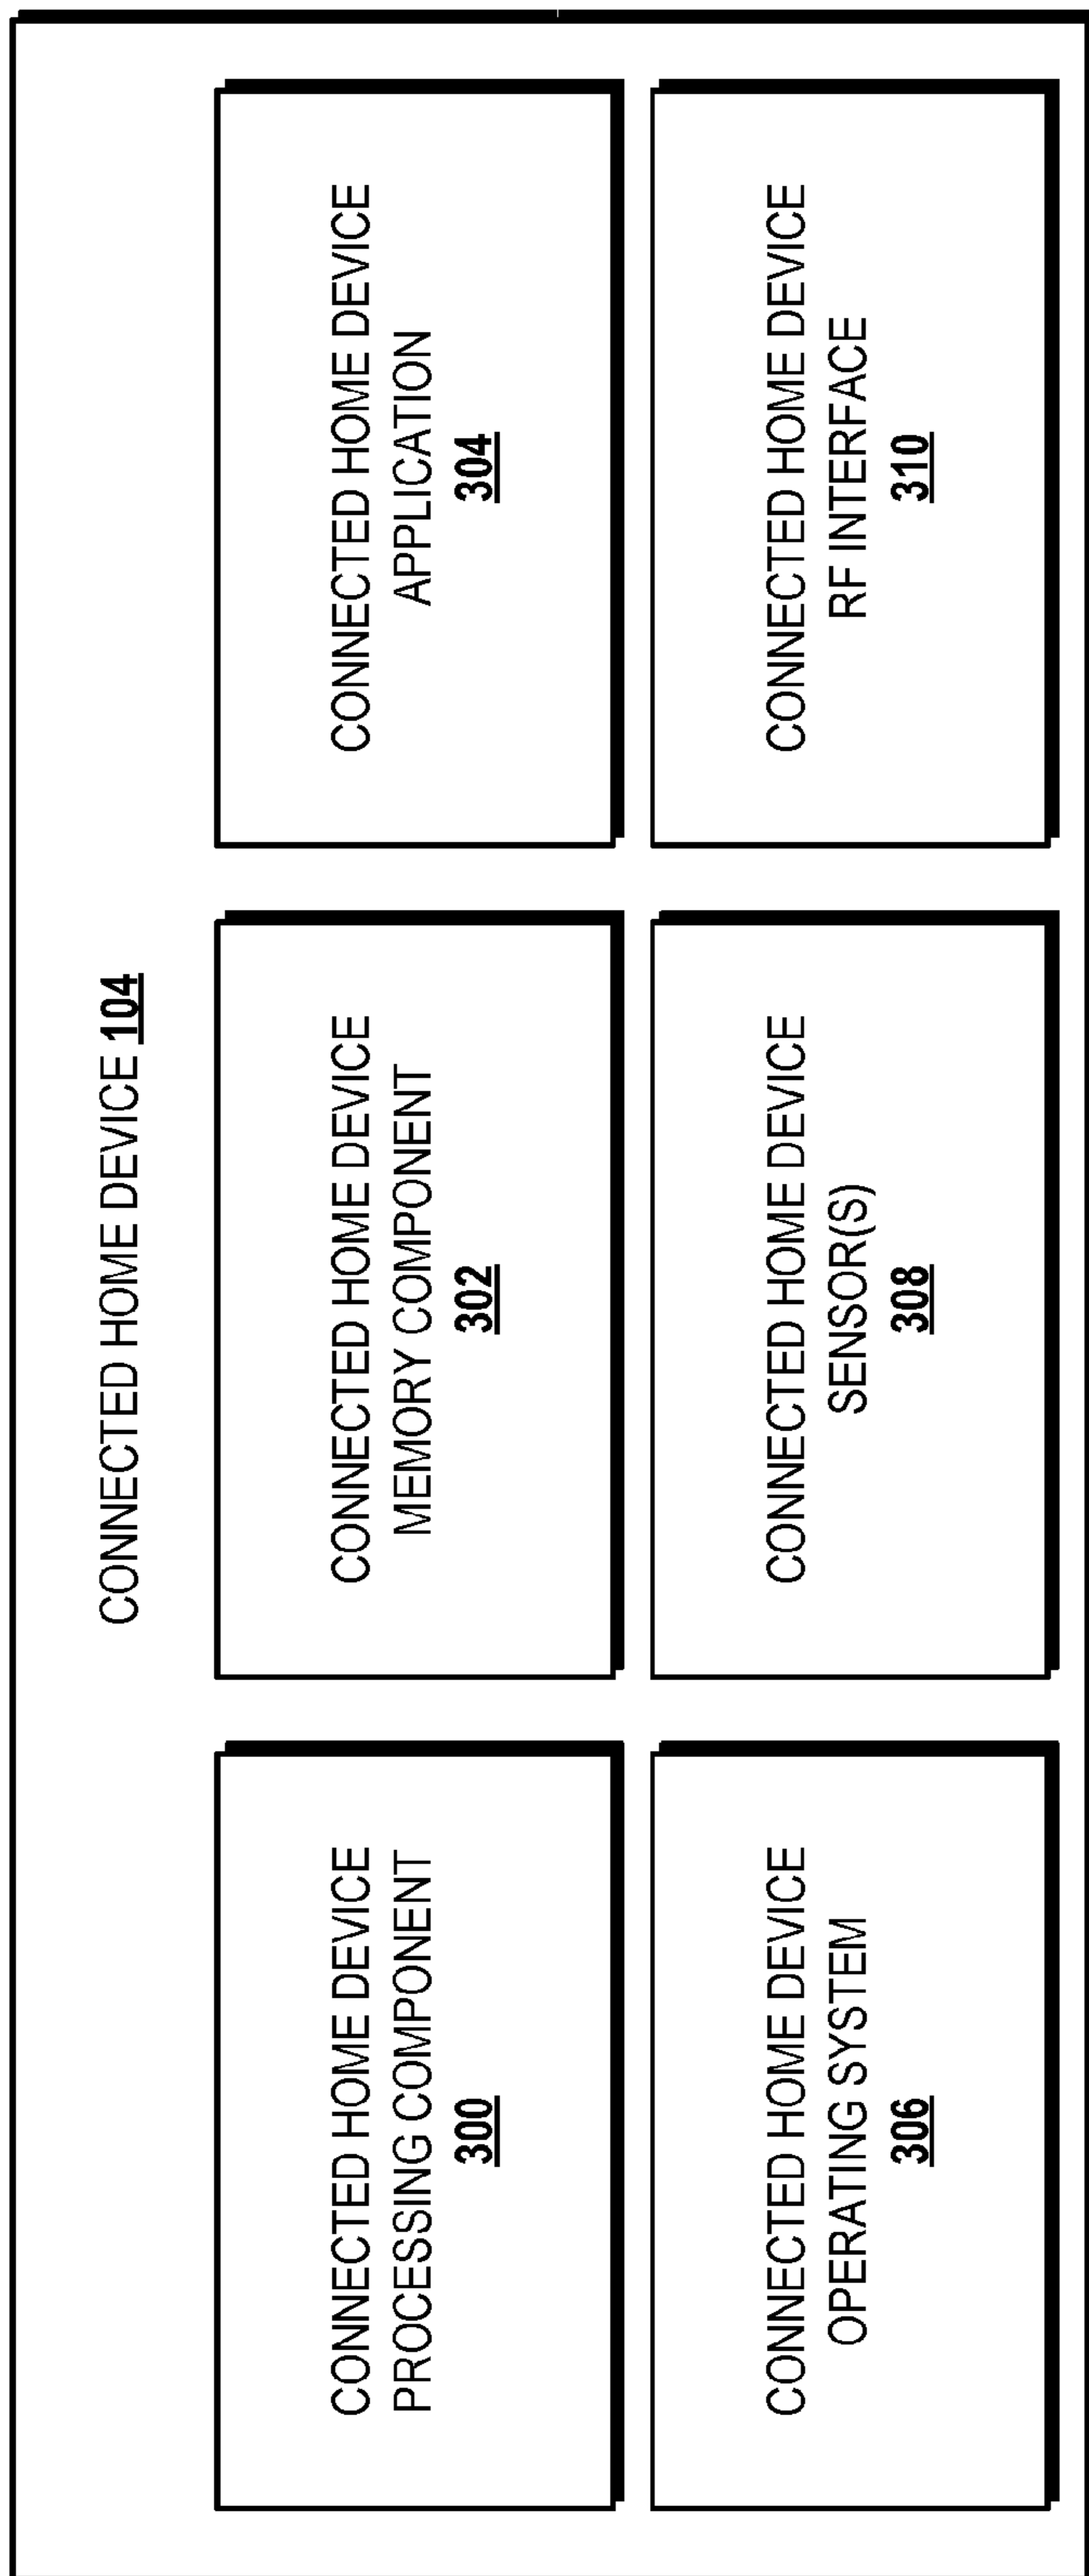 CONNECTED HOME DEVICE 104
CONNECTED HOME DEVICE
PROCESSING COMPONENT
300
CONNECTED HOME DEVICE
MEMORY COMPONENT
302
CONNECTED HOME DEVICE
APPLICATION
304
CONNECTED HOME DEVICE
OPERATING SYSTEM
306
CONNECTED HOME DEVICE
SENSOR(S)
308
CONNECTED HOME DEVICE
RF INTERFACE
310